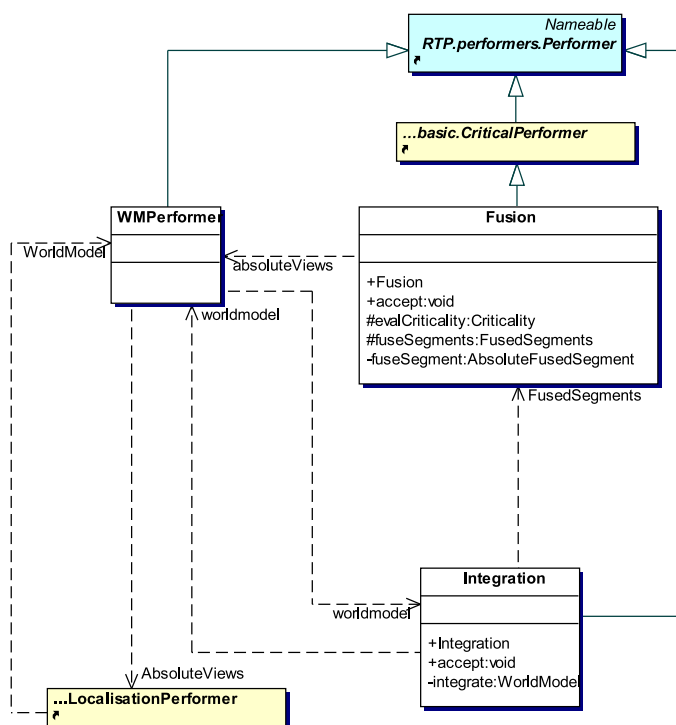 Nameable
RTP.performers.Performer
...basic.CriticalPerformer
WMPerformer
Fusion
WorldModel
absoluteViews
+Fusion
+accept:void
#evalCriticality:Criticality
#fuseSegments:FusedSegments
-fuseSegment:AbsoluteFusedSegment
worldmodel
FusedSegments
Integration
worldmodel
+Integration
+accept:void
-integrate:WorldModel
AbsoluteViews
...LocalisationPerformer